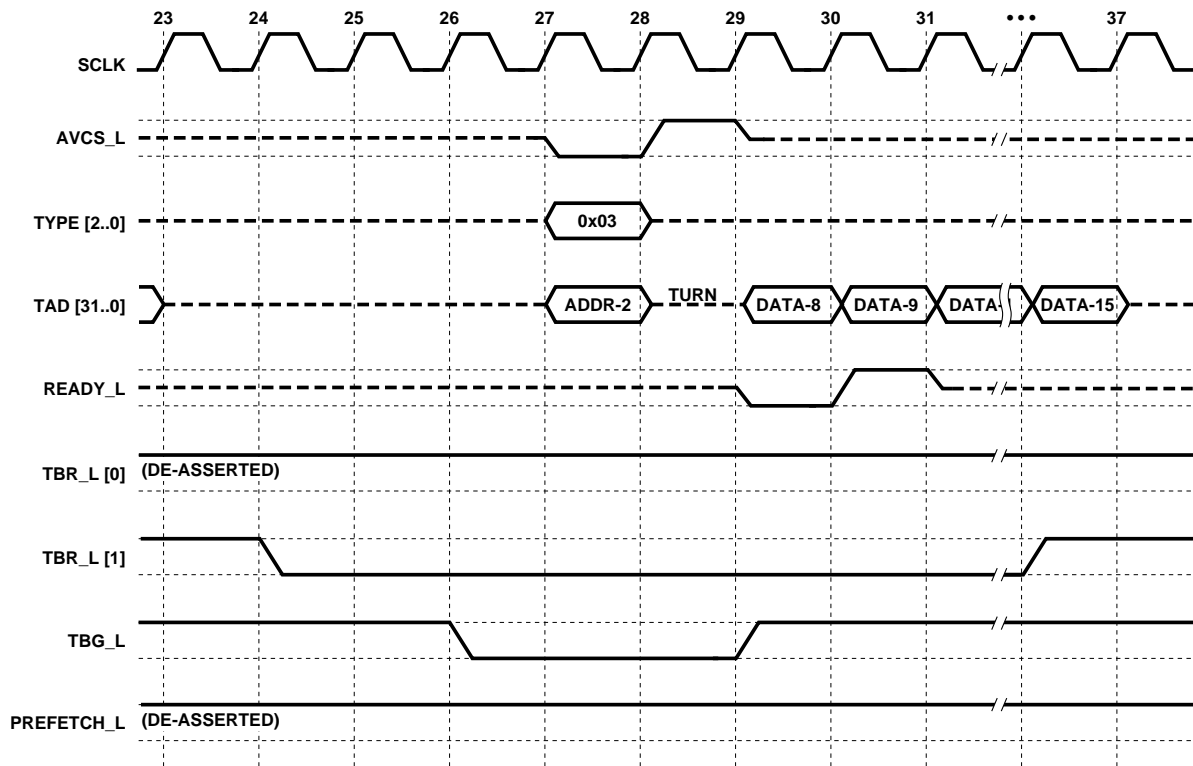 23 24 25 26 27 28 29 30 31 ••• 37
SCLK
AVCS_L
TYPE [2..0] 0x03
TAD [31..0] ADDR-2 TURN DATA-8 DATA-9 DATA- DATA-15
READY_L
TBR_L [0] (DE-ASSERTED)
TBR_L [1]
TBG_L
PREFETCH_L (DE-ASSERTED)